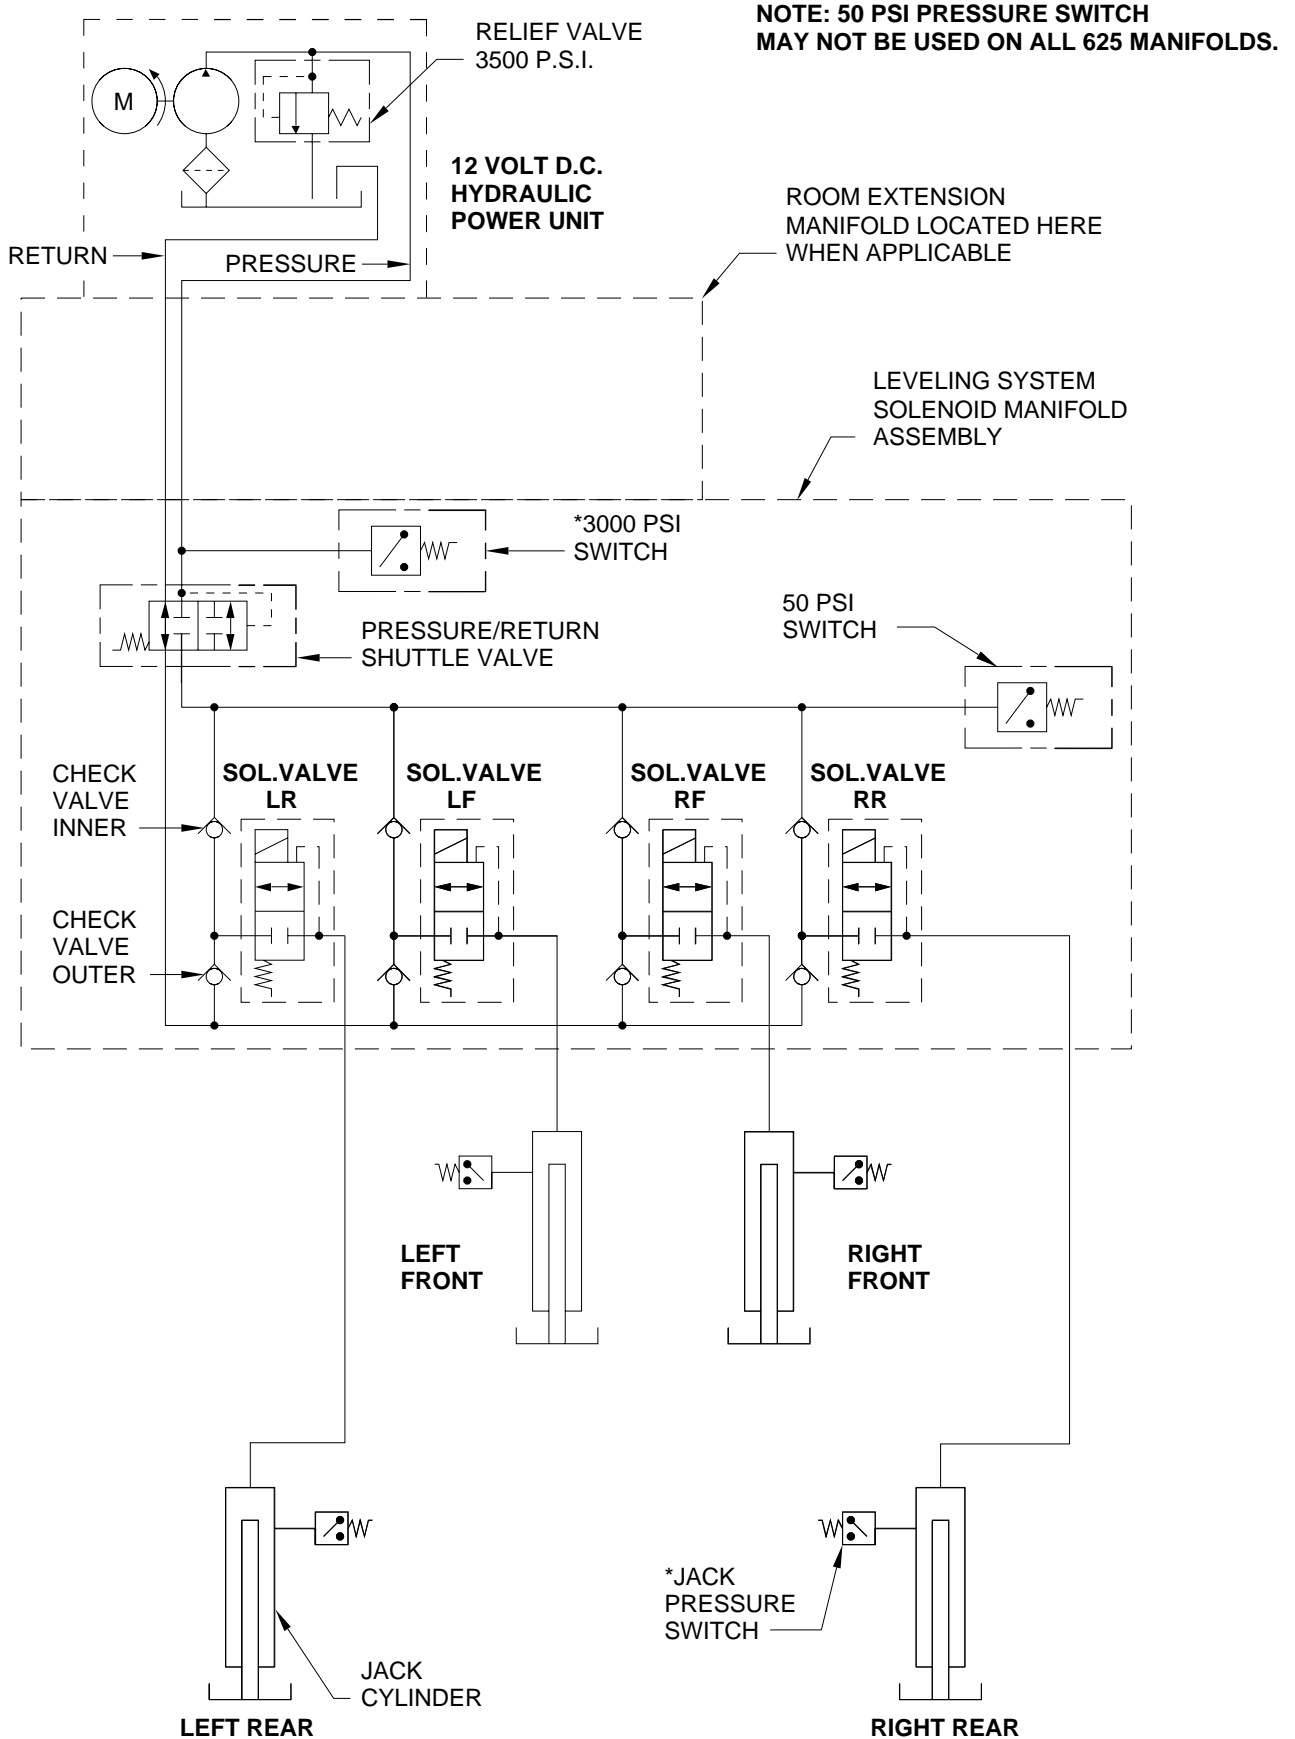 NOTE: 50 PSI PRESSURE SWITCH
MAY NOT BE USED ON ALL 625 MANIFOLDS.
RELIEF VALVE
3500 P.S.I.
M
12 VOLT D.C.
HYDRAULIC
POWER UNIT
ROOM EXTENSION
MANIFOLD LOCATED HERE
WHEN APPLICABLE
RETURN
PRESSURE
LEVELING SYSTEM
SOLENOID MANIFOLD
ASSEMBLY
*3000 PSI
SWITCH
50 PSI
SWITCH
PRESSURE/RETURN
SHUTTLE VALVE
CHECK
VALVE
INNER
SOL.VALVE
LR
SOL.VALVE
LF
SOL.VALVE
RF
SOL.VALVE
RR
CHECK
VALVE
OUTER
LEFT
FRONT
RIGHT
FRONT
*JACK
PRESSURE
SWITCH
JACK
CYLINDER
LEFT REAR
RIGHT REAR